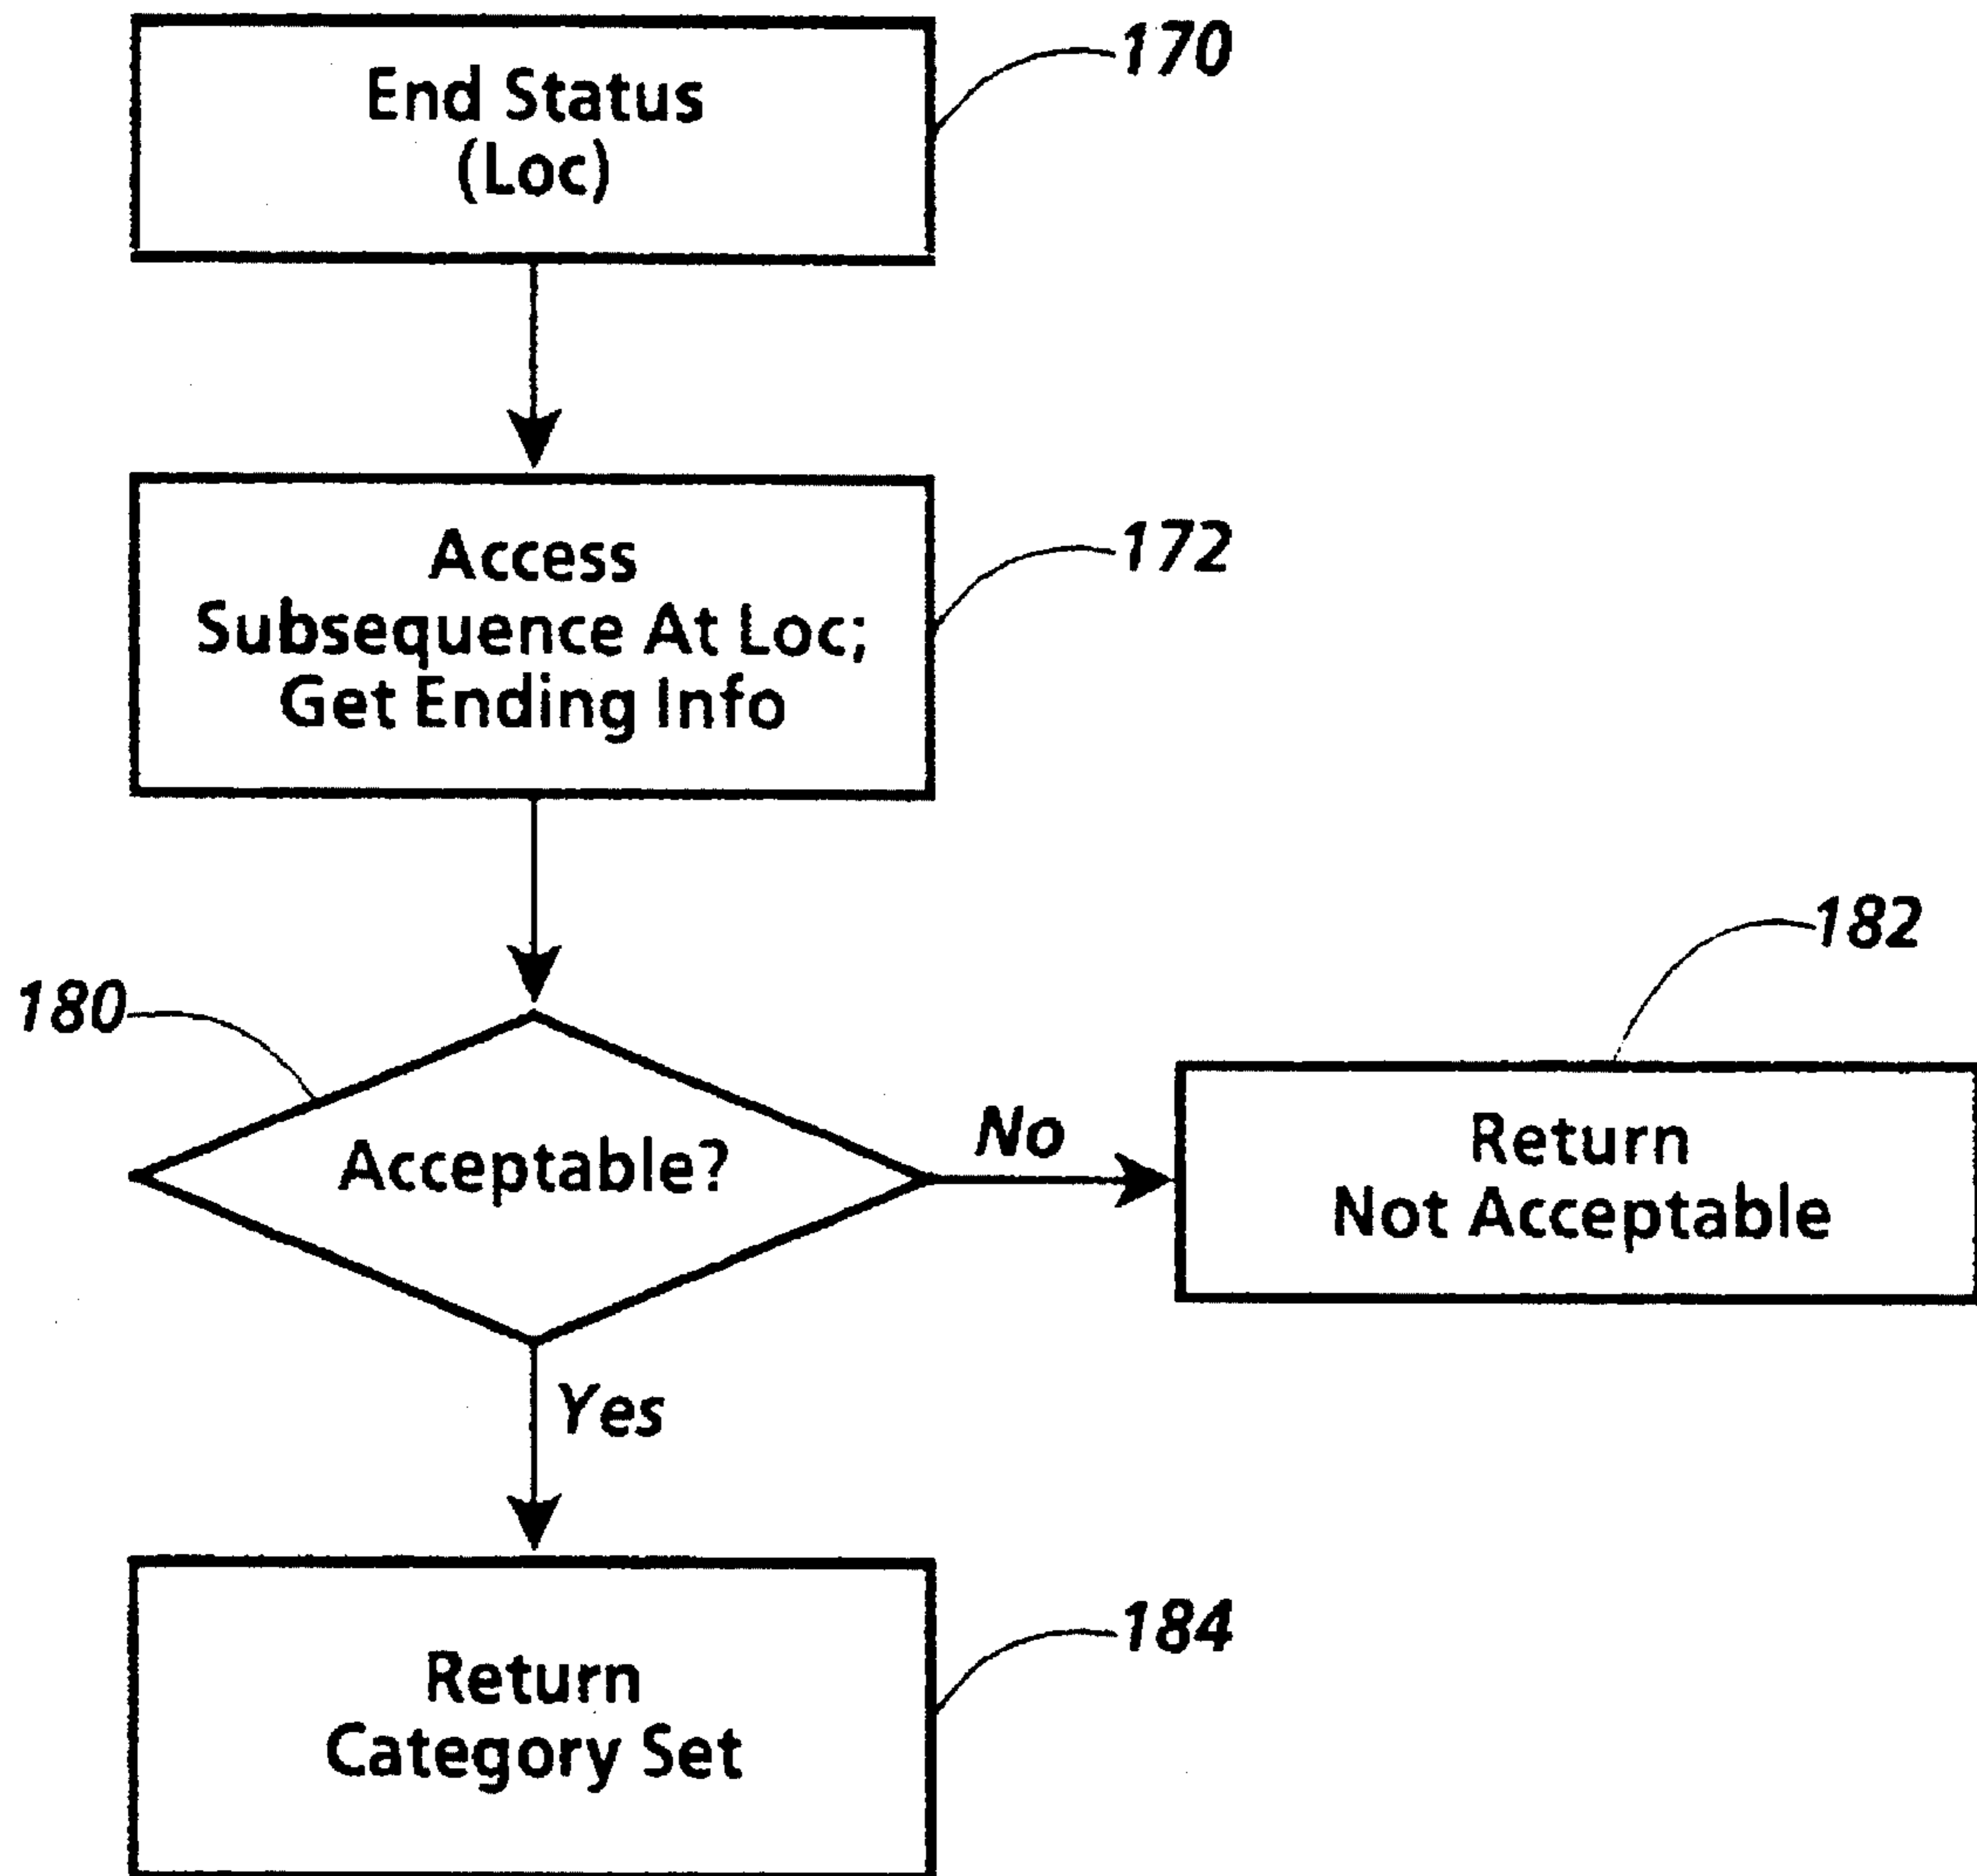 End Status
(Loc)
170
Access
Subsequence At Loc;
Get Ending Info
172
180
Acceptable?
No
182
Return
Not Acceptable
Yes
Return
Category Set
184